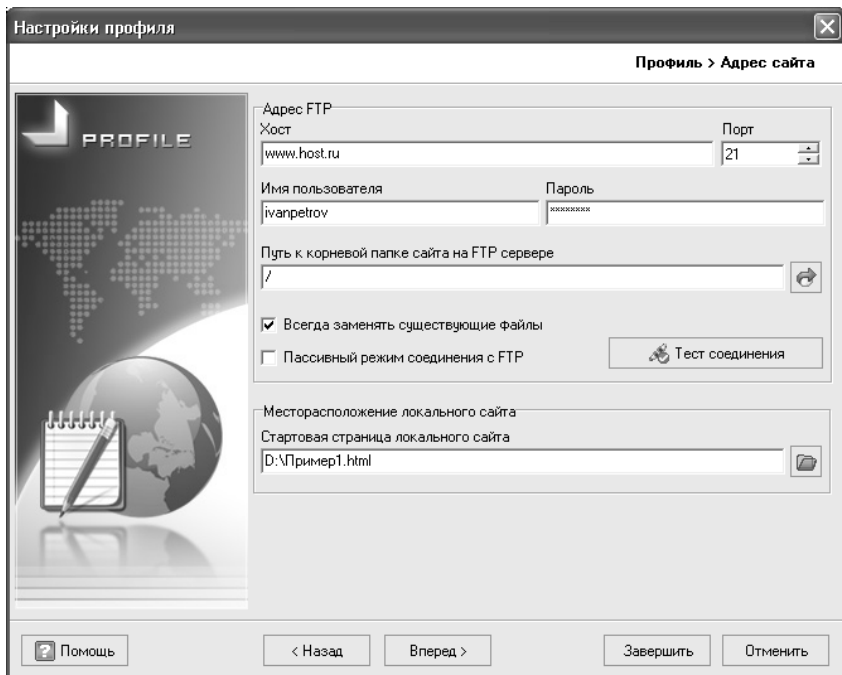 Настройки профиля
Профиль > Адрес сайта
PROFILE
Адрес FTP
Хост Порт
www.host.ru 21
Имя пользователя Пароль
ivanpetrov ********
Путь к корневой папке сайта на FTP сервере
/
Всегда заменять существующие файлы
Пассивный режим соединения с FTP
Тест соединения
Месторасположение локального сайта
Стартовая страница локального сайта
D:\Пример1.html
? Помощь < Назад Вперед > Завершить Отменить